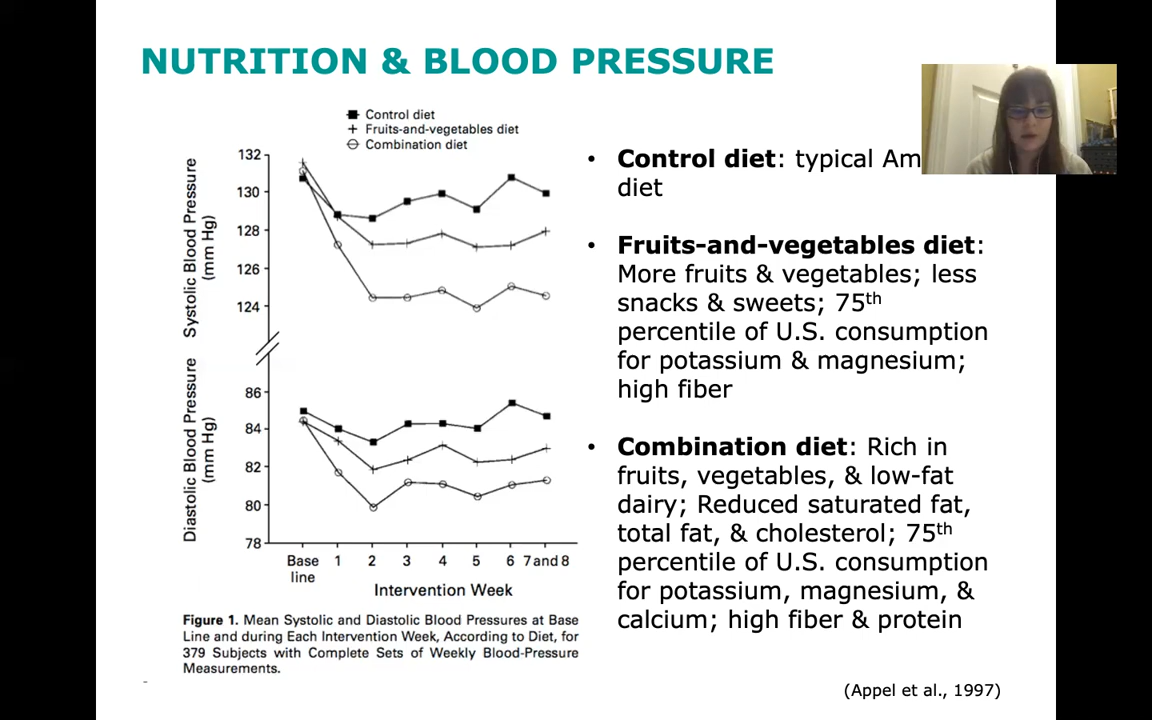 NUTRITION & BLOOD PRESSURE
Control diet
Fruits-and-vegetables diet
Combination diet
Systolic Blood Pressure
(mm Hg)
132
130
128
126
124
Diastolic Blood Pressure
(mm Hg)
86
84
82
80
78
Base line 1 2 3 4 5 6 7 and 8
Intervention Week
Figure 1. Mean Systolic and Diastolic Blood Pressures at Base
Line and during Each Intervention Week, According to Diet, for
379 Subjects with Complete Sets of Weekly Blood-Pressure
Measurements.
• Control diet: typical Am
diet
• Fruits-and-vegetables diet:
More fruits & vegetables; less
snacks & sweets; 75th
percentile of U.S. consumption
for potassium & magnesium;
high fiber
• Combination diet: Rich in
fruits, vegetables, & low-fat
dairy; Reduced saturated fat,
total fat, & cholesterol; 75th
percentile of U.S. consumption
for potassium, magnesium, &
calcium; high fiber & protein
(Appel et al., 1997)